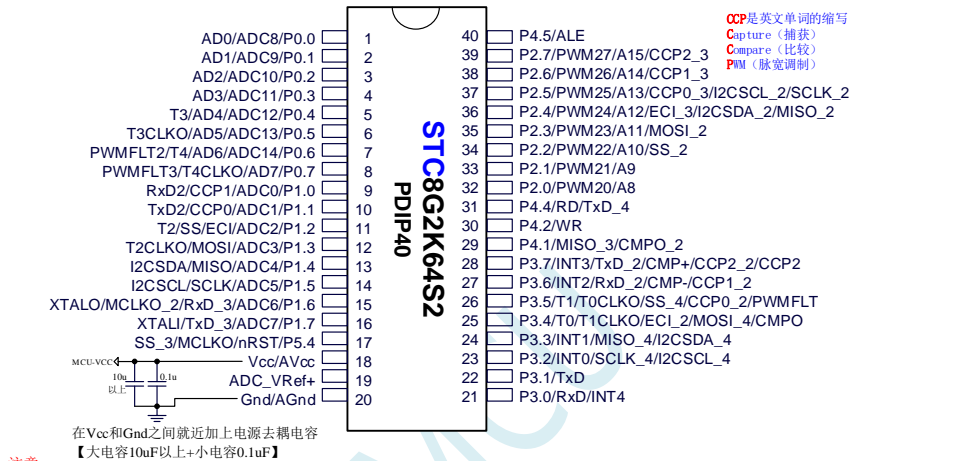 OCCP是英文单词的缩写
Capture（捕获）
Compare（比较）
PWM（脉宽调制）
AD0/ADC8/P0.0 1
AD1/ADC9/P0.1 2
AD2/ADC10/P0.2 3
AD3/ADC11/P0.3 4
T3/AD4/ADC12/P0.4 5
T3CLKO/AD5/ADC13/P0.5 6
PWMFLT2/T4/AD6/ADC14/P0.6 7
PWMFLT3/T4CLKO/AD7/P0.7 8
RxD2/CCP1/ADC0/P1.0 9
TxD2/CCP0/ADC1/P1.1 10
T2/SS/ECI/ADC2/P1.2 11
T2CLKO/MOSI/ADC3/P1.3 12
I2CSDA/MISO/ADC4/P1.4 13
I2CSCL/SCLK/ADC5/P1.5 14
XTALO/MCLKO_2/RxD_3/ADC6/P1.6 15
XTALI/TxD_3/ADC7/P1.7 16
SS_3/MCLKO/nRST/P5.4 17
Vcc/AVcc 18
ADC_VRef+ 19
Gnd/AGnd 20
STC8G2K64S2
PDIP40
40 P4.5/ALE
39 P2.7/PWM27/A15/CCP2_3
38 P2.6/PWM26/A14/CCP1_3
37 P2.5/PWM25/A13/CCP0_3/I2CSCL_2/SCLK_2
36 P2.4/PWM24/A12/ECI_3/I2CSDA_2/MISO_2
35 P2.3/PWM23/A11/MOSI_2
34 P2.2/PWM22/A10/SS_2
33 P2.1/PWM21/A9
32 P2.0/PWM20/A8
31 P4.4/RD/TxD_4
30 P4.2/WR
29 P4.1/MISO_3/CMPO_2
28 P3.7/INT3/TxD_2/CMP+/CCP2_2/CCP2
27 P3.6/INT2/RxD_2/CMP-/CCP1_2
26 P3.5/T1/T0CLKO/SS_4/CCP0_2/PWMFLT
25 P3.4/T0/T1CLKO/ECI_2/MOSI_4/CMPO
24 P3.3/INT1/MISO_4/I2CSDA_4
23 P3.2/INT0/SCLK_4/I2CSCL_4
22 P3.1/TxD
21 P3.0/RxD/INT4
MCU-VCC
10u 0.1u
以上
在Vcc和Gnd之间就近加上电源去耦电容
【大电容10uF以上+小电容0.1uF】
MCU